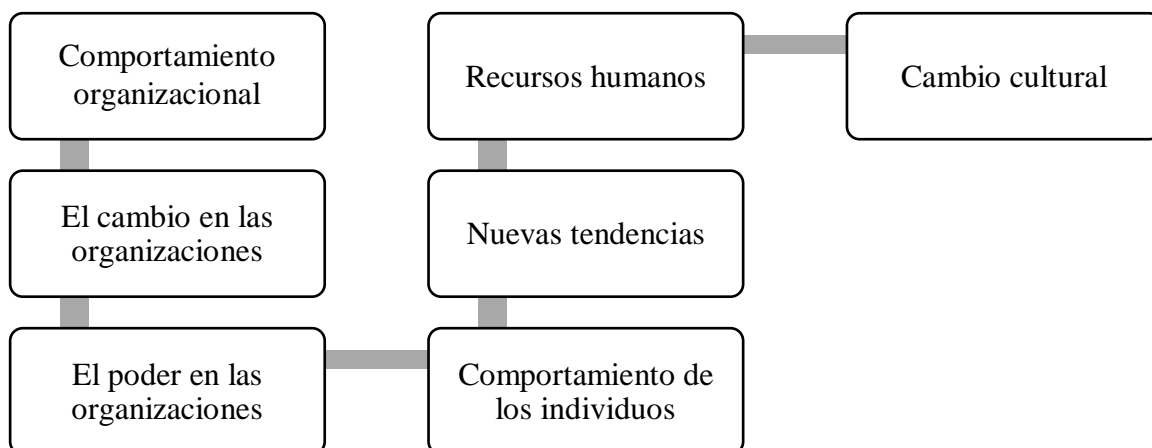 Comportamiento
organizacional
El cambio en las
organizaciones
El poder en las
organizaciones
Comportamiento de
los individuos
Nuevas tendencias
Recursos humanos
Cambio cultural